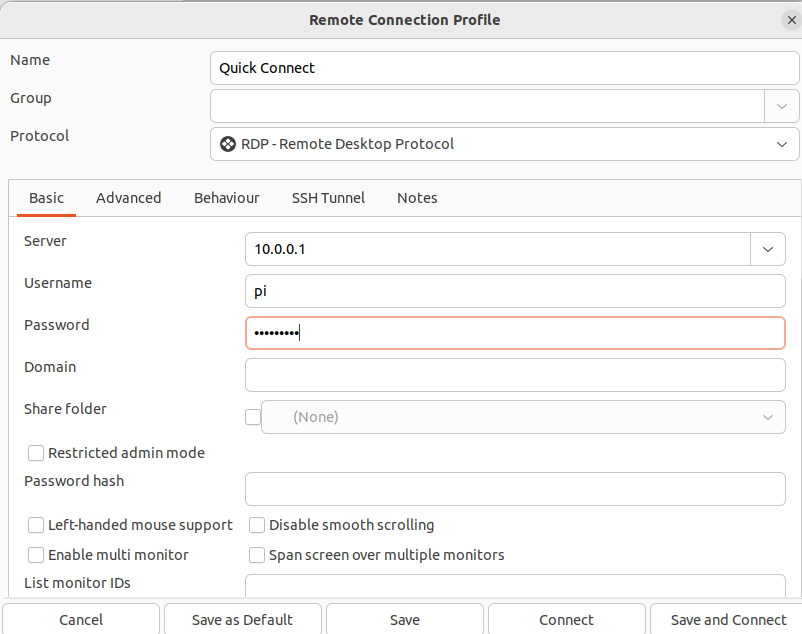 Remote Connection Profile
Name
Quick Connect
Group
Protocol
RDP - Remote Desktop Protocol
Basic Advanced Behaviour SSH Tunnel Notes
Server
10.0.0.1
Username
pi
Password
•••••••••
Domain
Share folder
(None)
Restricted admin mode
Password hash
Left-handed mouse support Disable smooth scrolling
Enable multi monitor Span screen over multiple monitors
List monitor IDs
Cancel Save as Default Save Connect Save and Connect